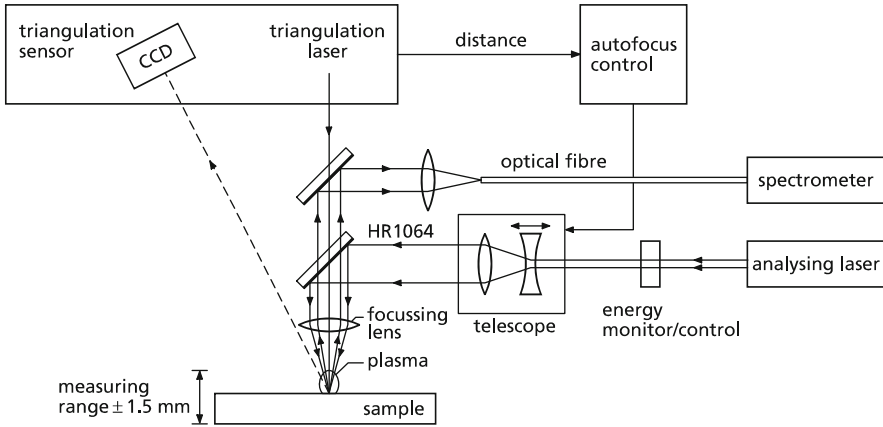 triangulation
sensor
CCD
triangulation
laser
distance
autofocus
control
optical fibre
spectrometer
HR1064
analysing laser
telescope
energy
monitor/control
focussing
lens
plasma
measuring
range ± 1.5 mm
sample